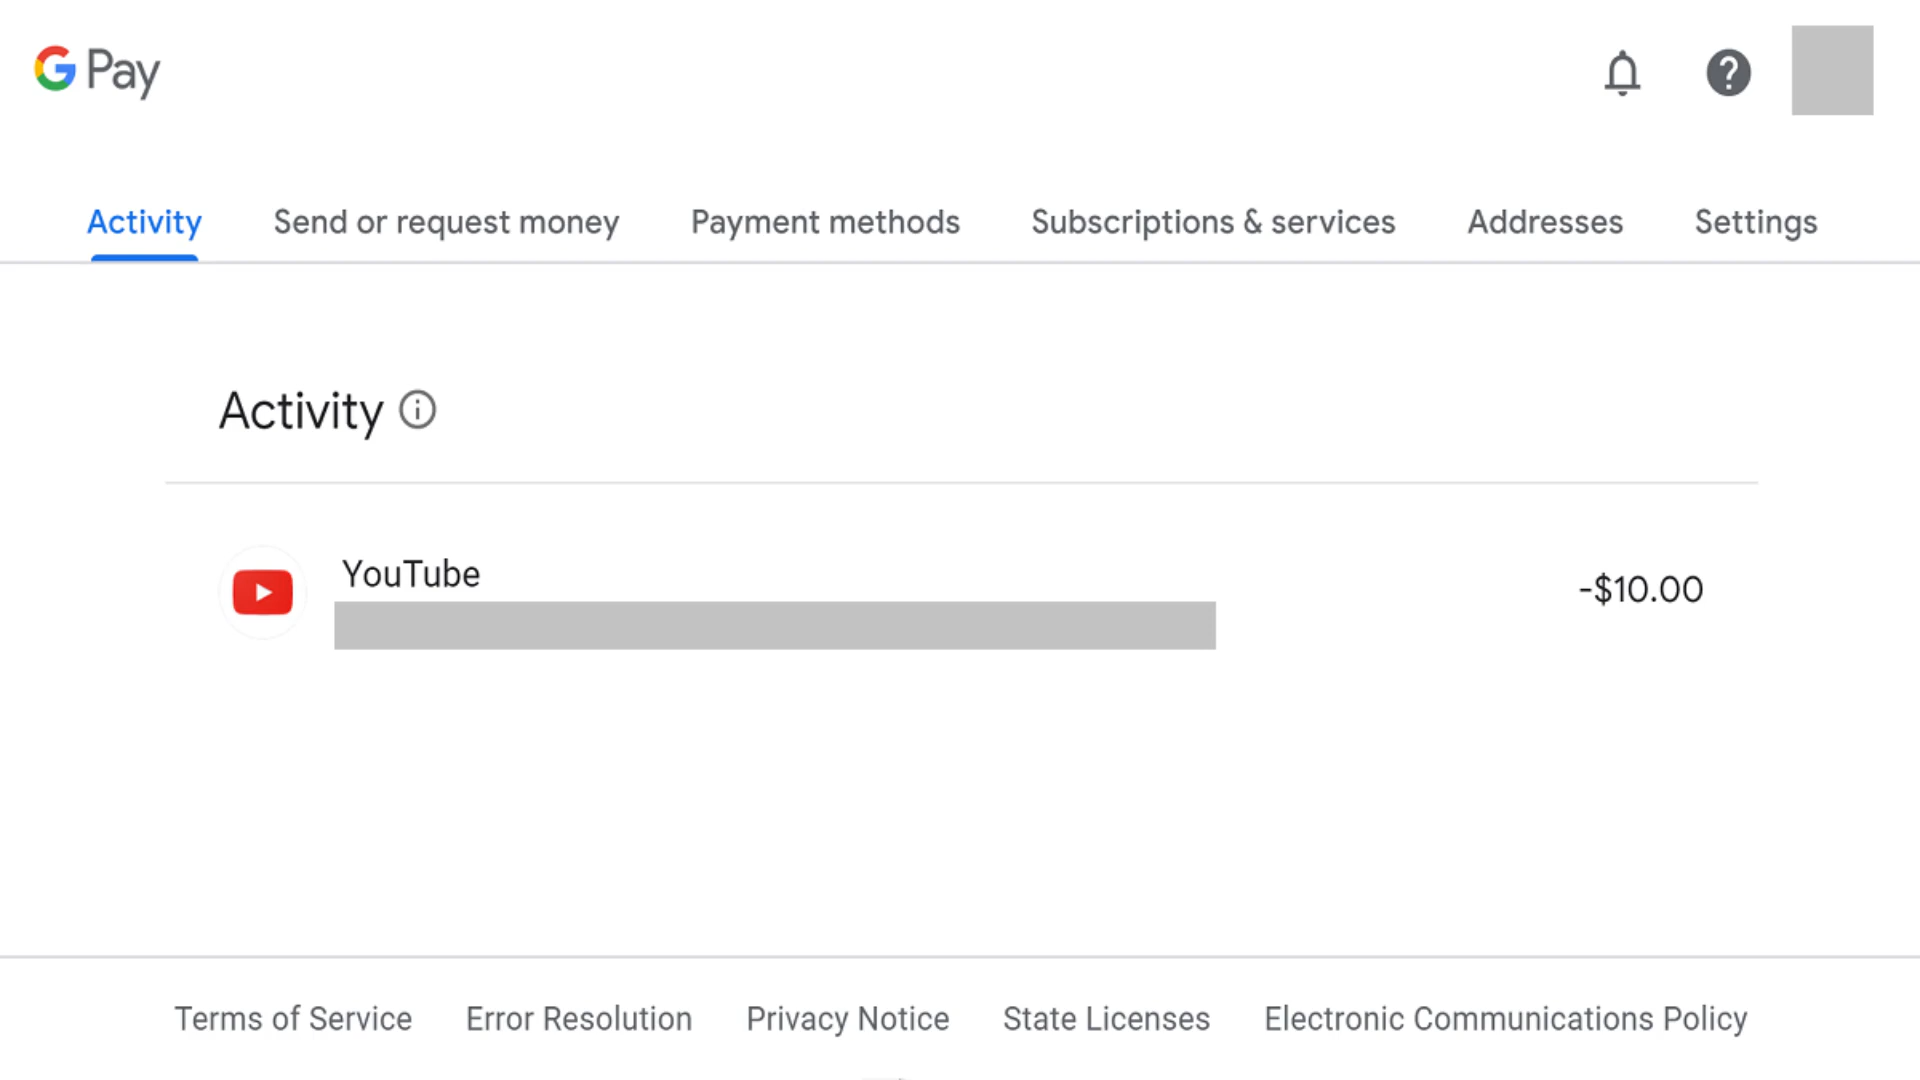 G Pay
Activity Send or request money Payment methods Subscriptions & services Addresses Settings
Activity
YouTube
-$10.00
Terms of Service Error Resolution Privacy Notice State Licenses Electronic Communications Policy